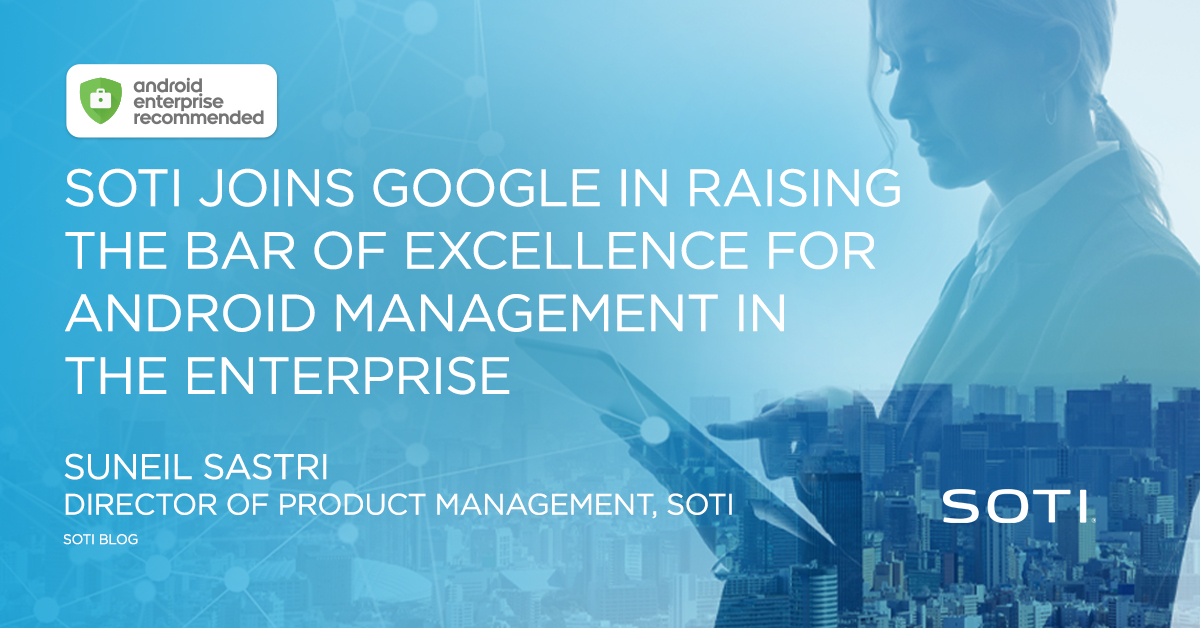 android
enterprise
recommended
SOTI JOINS GOOGLE IN RAISING
THE BAR OF EXCELLENCE FOR
ANDROID MANAGEMENT IN
THE ENTERPRISE
SUNEIL SASTRI
DIRECTOR OF PRODUCT MANAGEMENT, SOTI
SOTI BLOG
SOTI